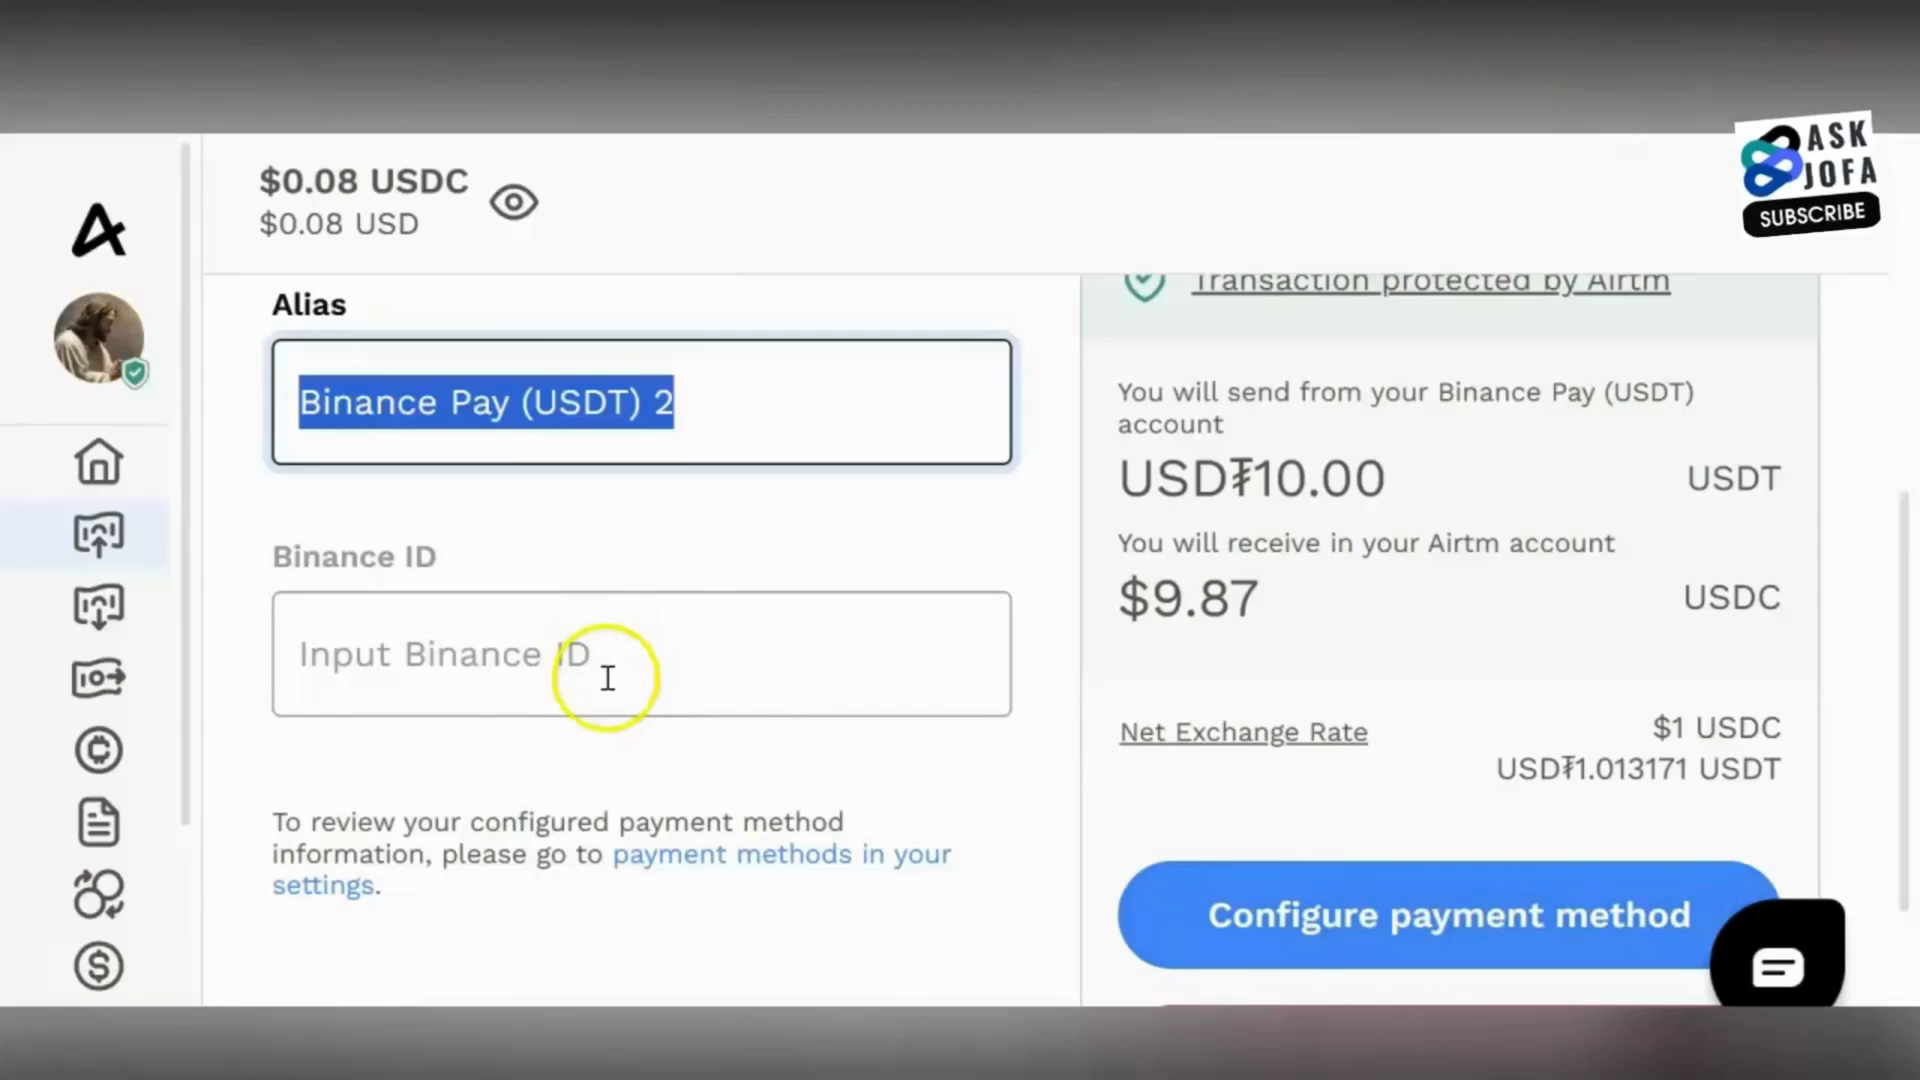 ASK
JOFA
SUBSCRIBE
$0.08 USDC
$0.08 USD
Alias
Binance Pay (USDT) 2
Binance ID
Input Binance ID
To review your configured payment method
information, please go to payment methods in your
settings.
Transaction protected by Airtm
You will send from your Binance Pay (USDT)
account
USD₮10.00 USDT
You will receive in your Airtm account
$9.87 USDC
Net Exchange Rate $1 USDC
USD₮1.013171 USDT
Configure payment method